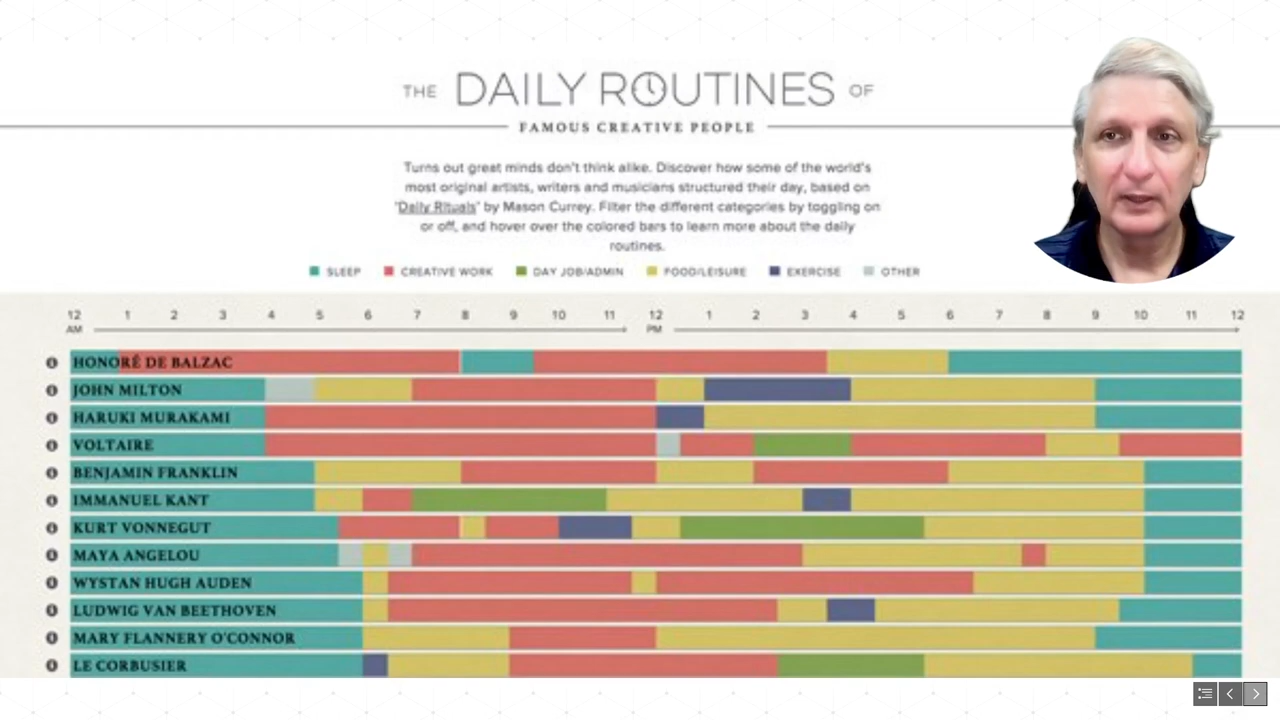 THE DAILY ROUTINES OF
FAMOUS CREATIVE PEOPLE
Turns out great minds don't think alike. Discover how some of the world's
most original artists, writers and musicians structured their day, based on
'Daily Rituals' by Mason Currey. Filter the different categories by toggling on
or off, and hover over the colored bars to learn more about the daily
routines.
SLEEP CREATIVE WORK DAY JOB/ADMIN FOOD/LEISURE EXERCISE OTHER
12 1 2 3 4 5 6 7 8 9 10 11 12 1 2 3 4 5 6 7 8 9 10 11 12
AM PM
HONORÉ DE BALZAC
JOHN MILTON
HARUKI MURAKAMI
VOLTAIRE
BENJAMIN FRANKLIN
IMMANUEL KANT
KURT VONNEGUT
MAYA ANGELOU
WYSTAN HUGH AUDEN
LUDWIG VAN BEETHOVEN
MARY FLANNERY O'CONNOR
LE CORBUSIER